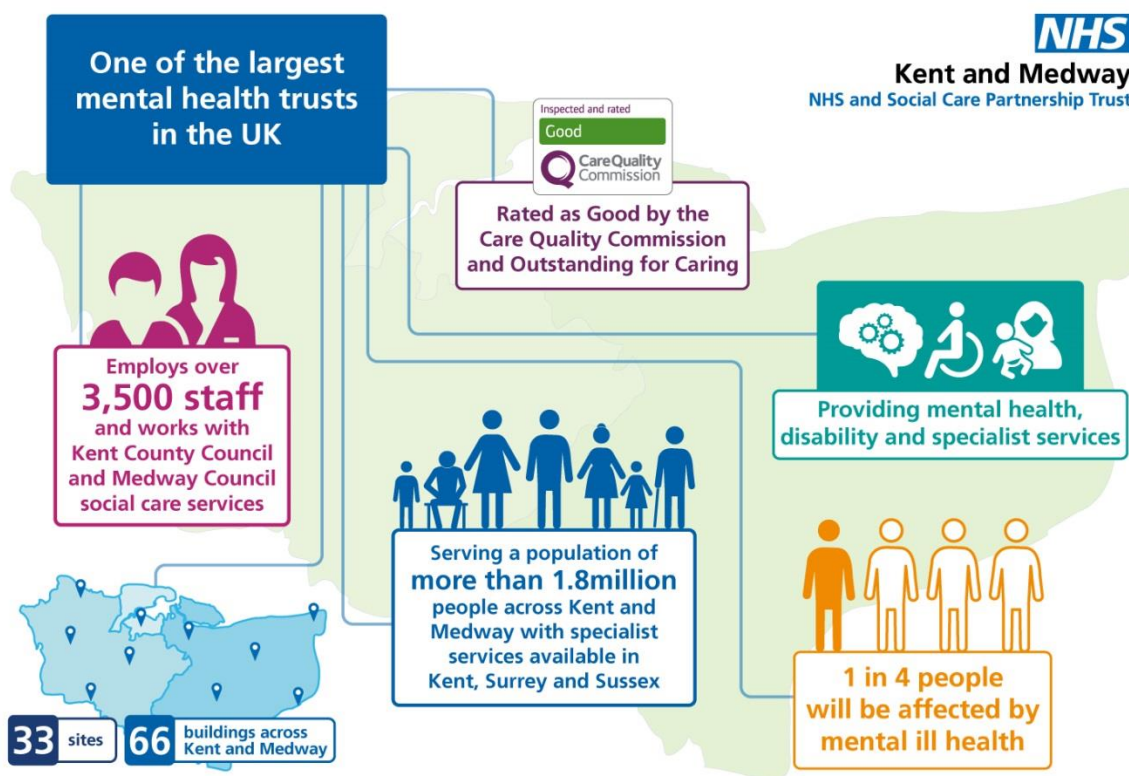 One of the largest
mental health trusts
in the UK
NHS
Kent and Medway
NHS and Social Care Partnership Trust
Inspected and rated
Good
CareQuality
Commission
Rated as Good by the
Care Quality Commission
and Outstanding for Caring
Employs over
3,500 staff
and works with
Kent County Council
and Medway Council
social care services
Providing mental health,
disability and specialist services
Serving a population of
more than 1.8million
people across Kent and
Medway with specialist
services available in
Kent, Surrey and Sussex
1 in 4 people
will be affected by
mental ill health
33 sites
66 buildings across
Kent and Medway